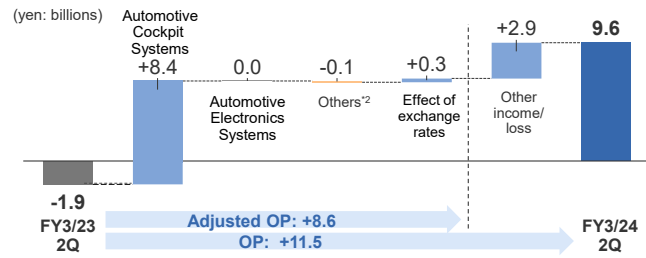 (yen: billions)
Automotive
Cockpit
Systems
+8.4
0.0
Automotive
Electronics
Systems
-0.1
Others*2
+0.3
Effect of
exchange
rates
+2.9
Other
income/
loss
9.6
-1.9
FY3/23
2Q
Adjusted OP: +8.6
OP: +11.5
FY3/24
2Q